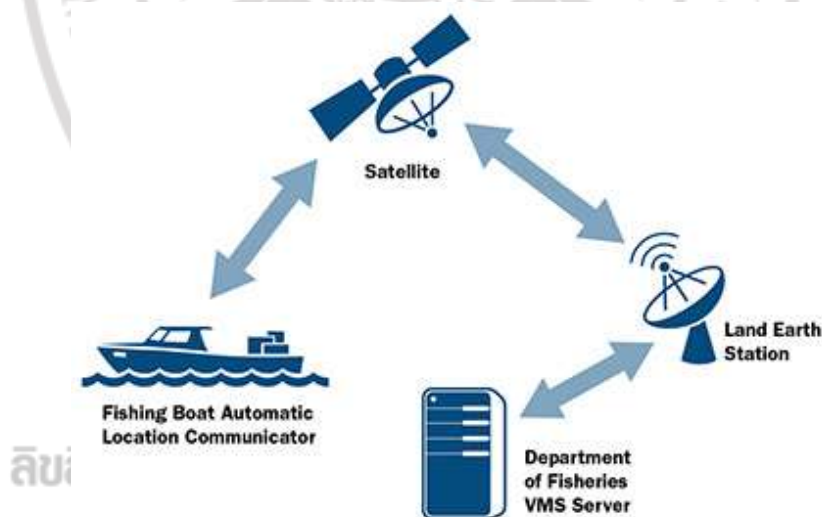 Satellite
Land Earth
Station
Fishing Boat Automatic
Location Communicator
Department
of Fisheries
VMS Server